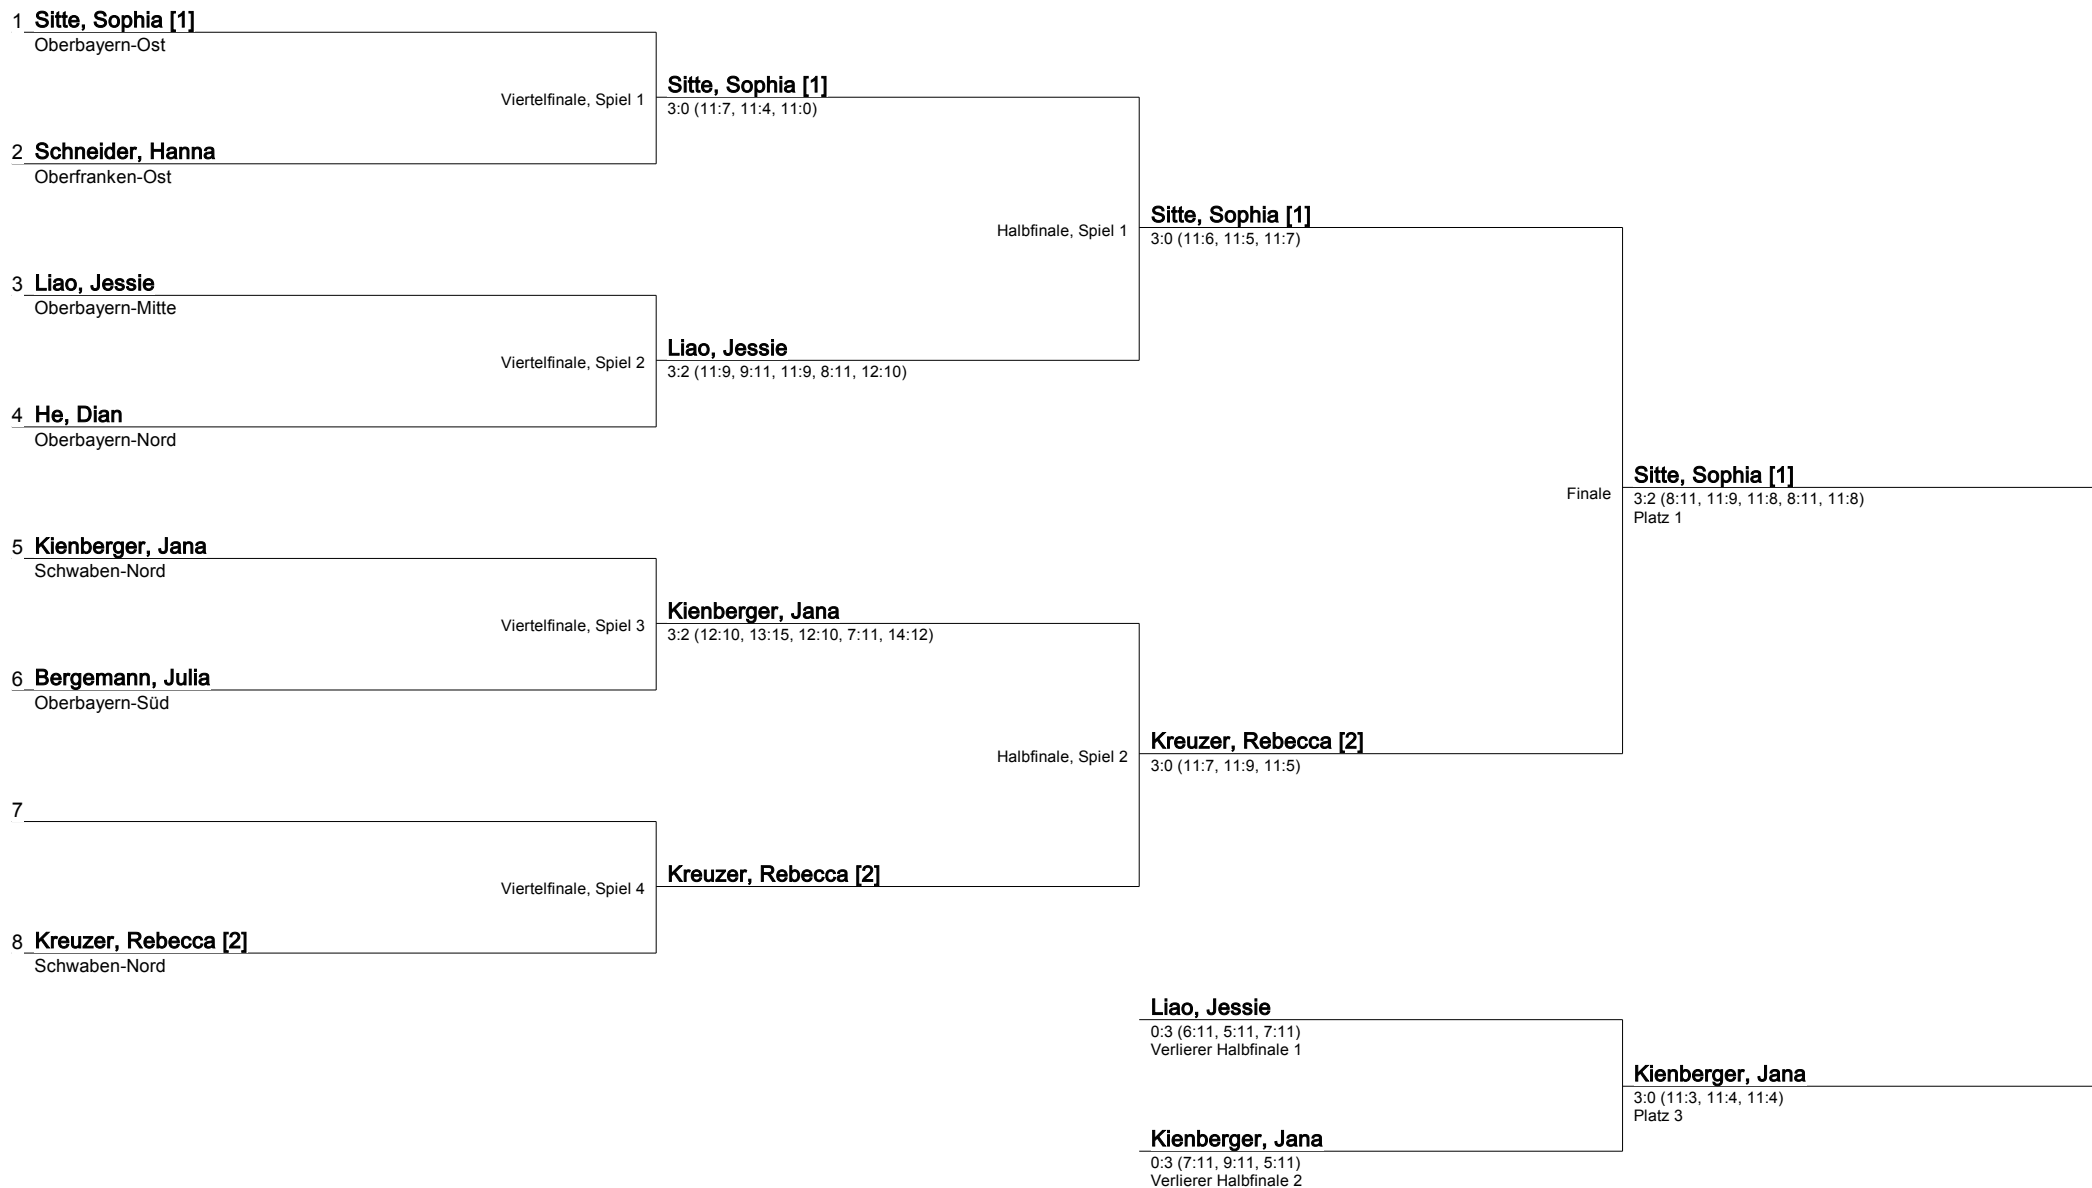 1 Sitte, Sophia [1]
Oberbayern-Ost
Viertelfinale, Spiel 1
Sitte, Sophia [1]
3:0 (11:7, 11:4, 11:0)
2 Schneider, Hanna
Oberfranken-Ost
Halbfinale, Spiel 1
Sitte, Sophia [1]
3:0 (11:6, 11:5, 11:7)
3 Liao, Jessie
Oberbayern-Mitte
Viertelfinale, Spiel 2
Liao, Jessie
3:2 (11:9, 9:11, 11:9, 8:11, 12:10)
4 He, Dian
Oberbayern-Nord
Finale
Sitte, Sophia [1]
3:2 (8:11, 11:9, 11:8, 8:11, 11:8)
Platz 1
5 Kienberger, Jana
Schwaben-Nord
Viertelfinale, Spiel 3
Kienberger, Jana
3:2 (12:10, 13:15, 12:10, 7:11, 14:12)
6 Bergemann, Julia
Oberbayern-Süd
Halbfinale, Spiel 2
Kreuzer, Rebecca [2]
3:0 (11:7, 11:9, 11:5)
7
Viertelfinale, Spiel 4
Kreuzer, Rebecca [2]
8 Kreuzer, Rebecca [2]
Schwaben-Nord
Liao, Jessie
0:3 (6:11, 5:11, 7:11)
Verlierer Halbfinale 1
Kienberger, Jana
3:0 (11:3, 11:4, 11:4)
Platz 3
Kienberger, Jana
0:3 (7:11, 9:11, 5:11)
Verlierer Halbfinale 2